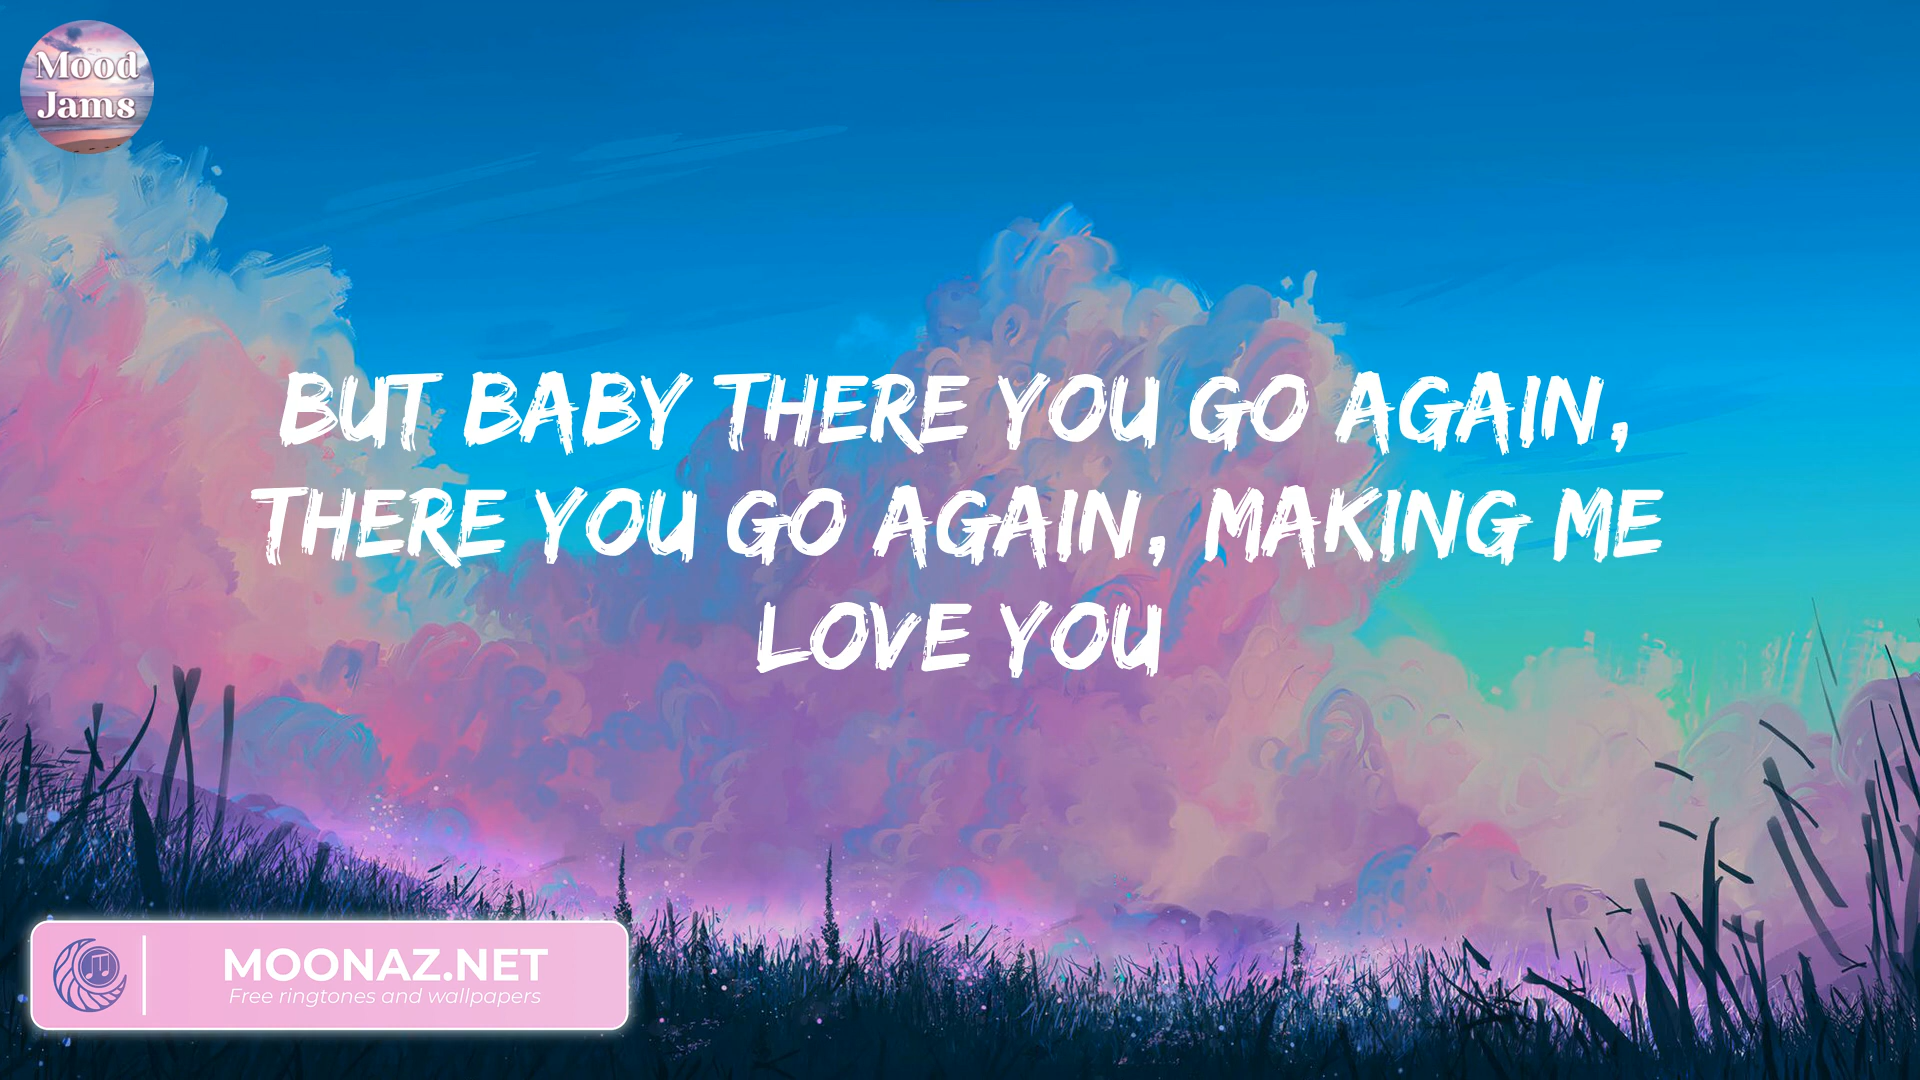 Mood
Jams
BUT BABY THERE YOU GO AGAIN,
THERE YOU GO AGAIN, MAKING ME
LOVE YOU
MOONAZ.NET
Free ringtones and wallpapers